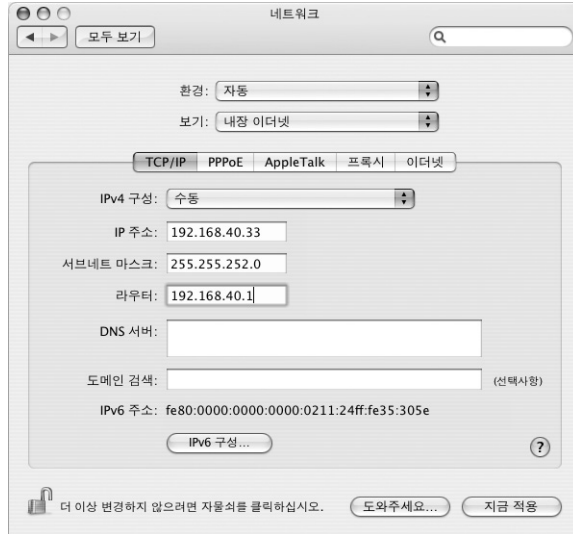 네트워크
모두 보기
환경: 자동
보기: 내장 이더넷
TCP/IP PPPoE AppleTalk 프록시 이더넷
IPv4 구성: 수동
IP 주소: 192.168.40.33
서브네트 마스크: 255.255.252.0
라우터: 192.168.40.1
DNS 서버:
도메인 검색: (선택사항)
IPv6 주소: fe80:0000:0000:0000:0211:24ff:fe35:305e
IPv6 구성... ?
더 이상 변경하지 않으려면 자물쇠를 클릭하십시오. 도와주세요... 지금 적용